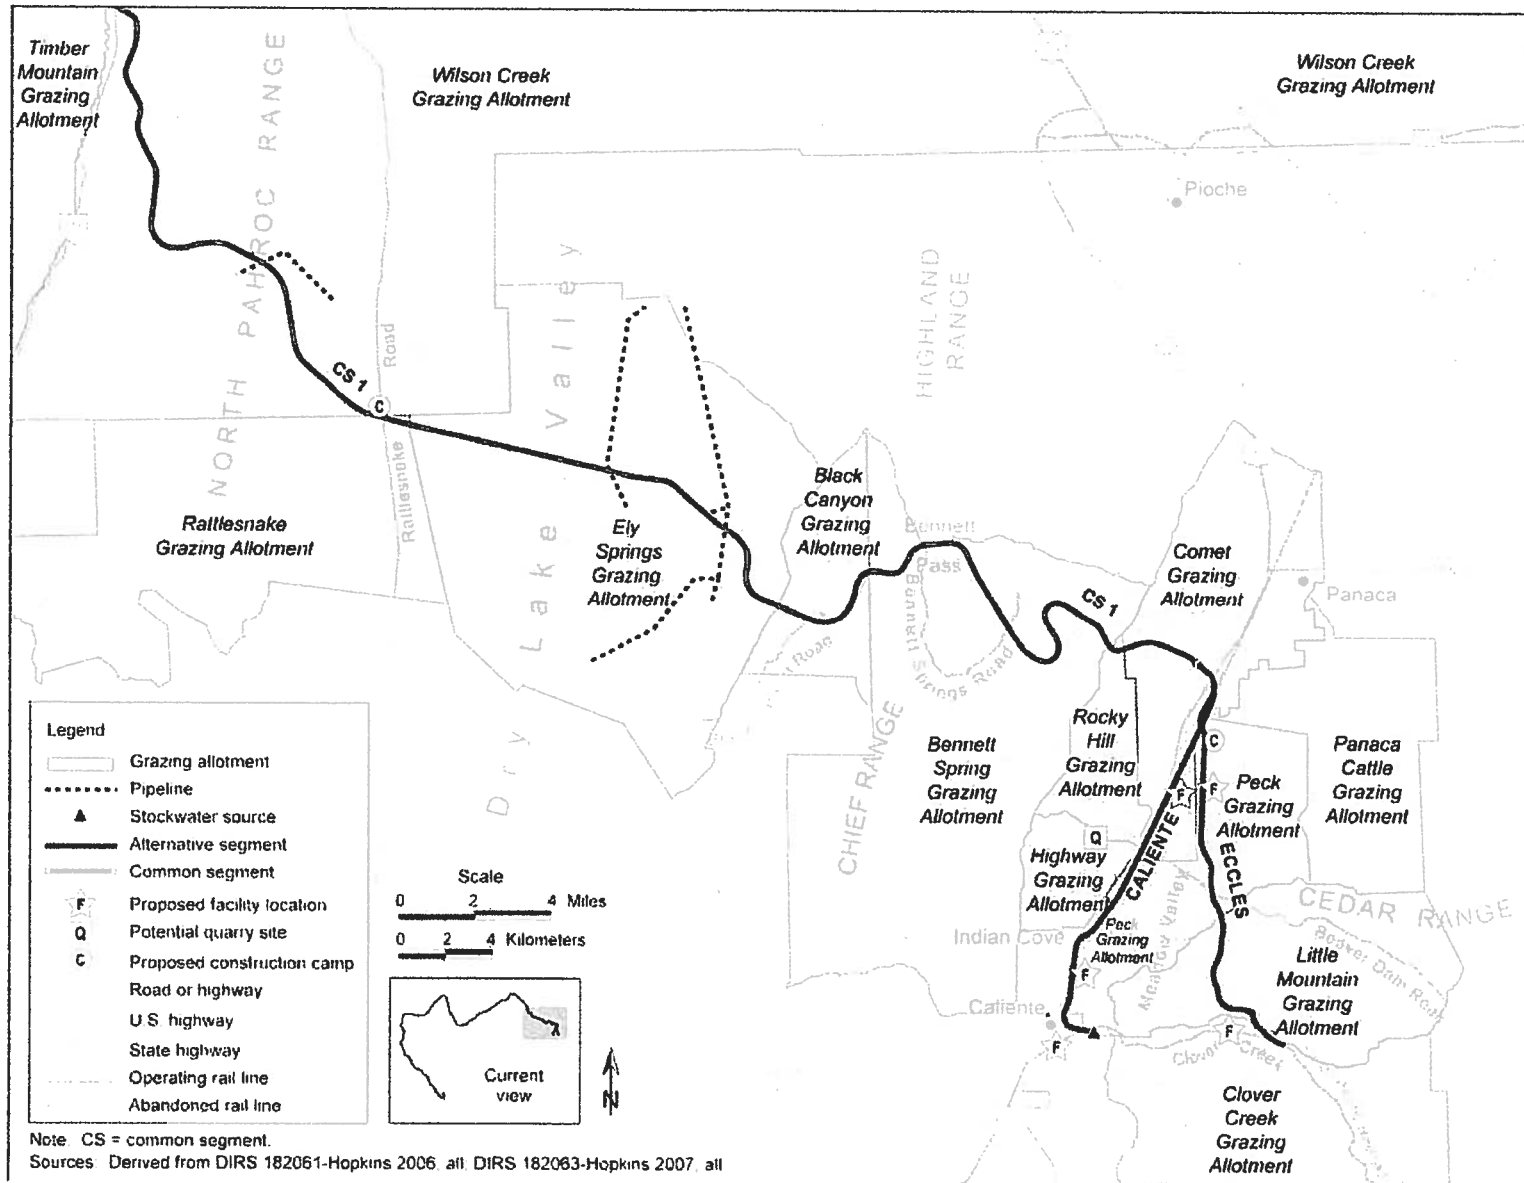 Timber
Mountain
Grazing
Allotment
Wilson Creek
Grazing Allotment
Wilson Creek
Grazing Allotment
Pioche
NORTH PAHROC RANGE
HIGHLAND
RANGE
Dry Lake Valley
Road
CS 1
C
Rattlesnake
Rattlesnake
Grazing Allotment
Ely
Springs
Grazing
Allotment
Black
Canyon
Grazing
Allotment
Bennett
Pass
Bennett Springs Road
Road
Comet
Grazing
Allotment
Panaca
CS 1
CHIEF RANGE
Bennett
Spring
Grazing
Allotment
Rocky
Hill
Grazing
Allotment
C
F
F
Peck
Grazing
Allotment
Panaca
Cattle
Grazing
Allotment
Q
Highway
Grazing
Allotment
CALIENTE
ECCLES
Meadow Valley
CEDAR RANGE
Beaver Dam Road
Indian Cove
Peck
Grazing
Allotment
F
Little
Mountain
Grazing
Allotment
Caliente
F
F
Clover Creek
Clover
Creek
Grazing
Allotment
Legend
Grazing allotment
Pipeline
Stockwater source
Alternative segment
Common segment
F Proposed facility location
Q Potential quarry site
C Proposed construction camp
Road or highway
U.S. highway
State highway
Operating rail line
Abandoned rail line
Scale
0 2 4 Miles
0 2 4 Kilometers
Current
view
N
Note: CS = common segment.
Sources: Derived from DIRS 182061-Hopkins 2006, all; DIRS 182063-Hopkins 2007, all